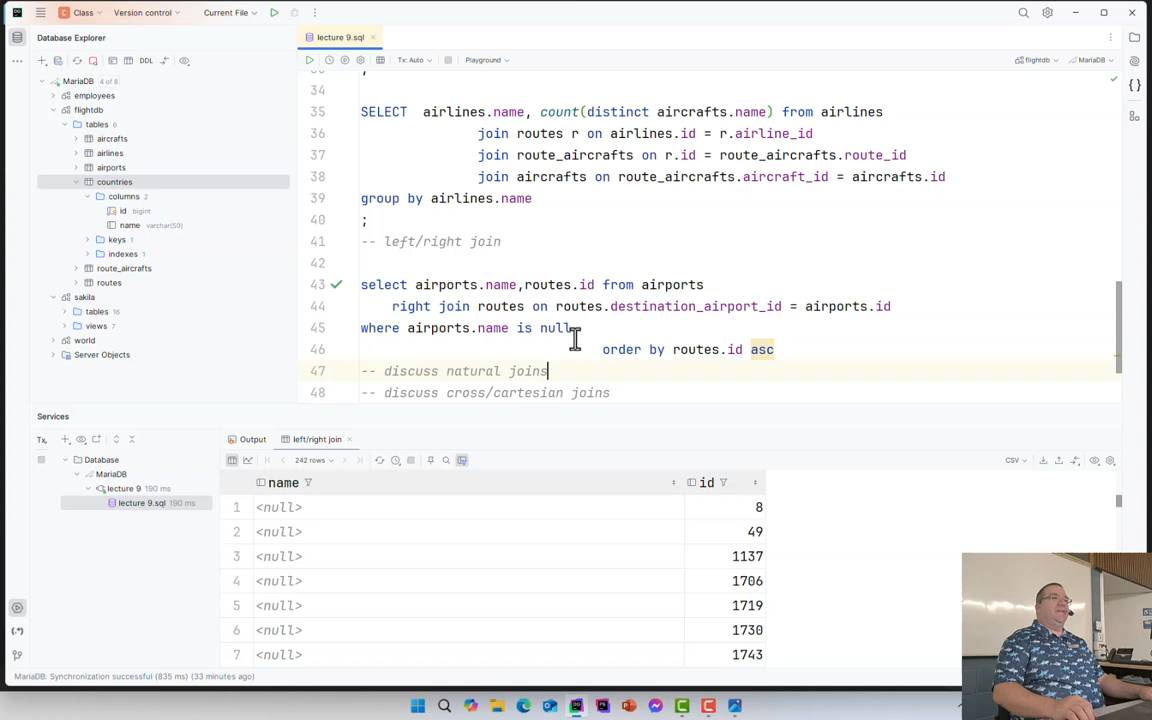 Class
Version control
Current File
Database Explorer
lecture 9.sql
DDL
Tx: Auto
Playground
flightdb
MariaDB
MariaDB 4 of 8
employees
flightdb
tables 6
aircrafts
airlines
airports
countries
columns 2
id bigint
name varchar(50)
keys 1
indexes 1
route_aircrafts
routes
sakila
tables 16
views 7
world
Server Objects
34
35 SELECT airlines.name, count(distinct aircrafts.name) from airlines
36 join routes r on airlines.id = r.airline_id
37 join route_aircrafts on r.id = route_aircrafts.route_id
38 join aircrafts on route_aircrafts.aircraft_id = aircrafts.id
39 group by airlines.name
40 ;
41 -- left/right join
42
43 select airports.name,routes.id from airports
44 right join routes on routes.destination_airport_id = airports.id
45 where airports.name is null
46 order by routes.id asc
47 -- discuss natural joins
48 -- discuss cross/cartesian joins
Services
Tx
Output
left/right join
Database
MariaDB
lecture 9 190 ms
lecture 9.sql 190 ms
242 rows
CSV
name id
1 <null> 8
2 <null> 49
3 <null> 1137
4 <null> 1706
5 <null> 1719
6 <null> 1730
7 <null> 1743
MariaDB: Synchronization successful (835 ms) (33 minutes ago)